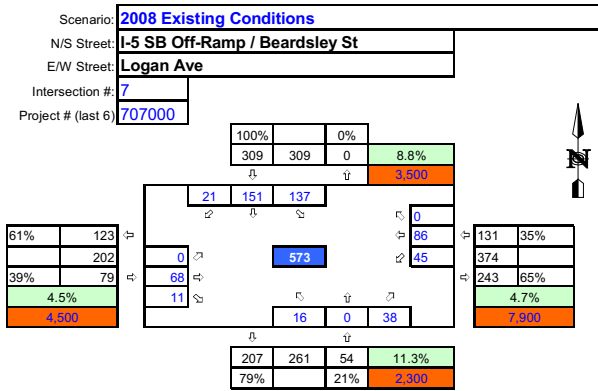 Scenario: 2008 Existing Conditions
N/S Street: I-5 SB Off-Ramp / Beardsley St
E/W Street: Logan Ave
Intersection #: 7
Project # (last 6) 707000
100% 0%
309 309 0 8.8%
⇩ ⇧ 3,500
N
21 151 137
⬃ ⇩ ⬂ ⬁ 0
61% 123 ⇦ ⇦ 86 ⇦ 131 35%
202 0 ⬀ 573 ⬃ 45 374
39% 79 ⇨ 68 ⇨ ⇨ 243 65%
4.5% 11 ⬂ ⬁ ⇧ ⬀ 4.7%
4,500 16 0 38 7,900
⇩ ⇧
207 261 54 11.3%
79% 21% 2,300